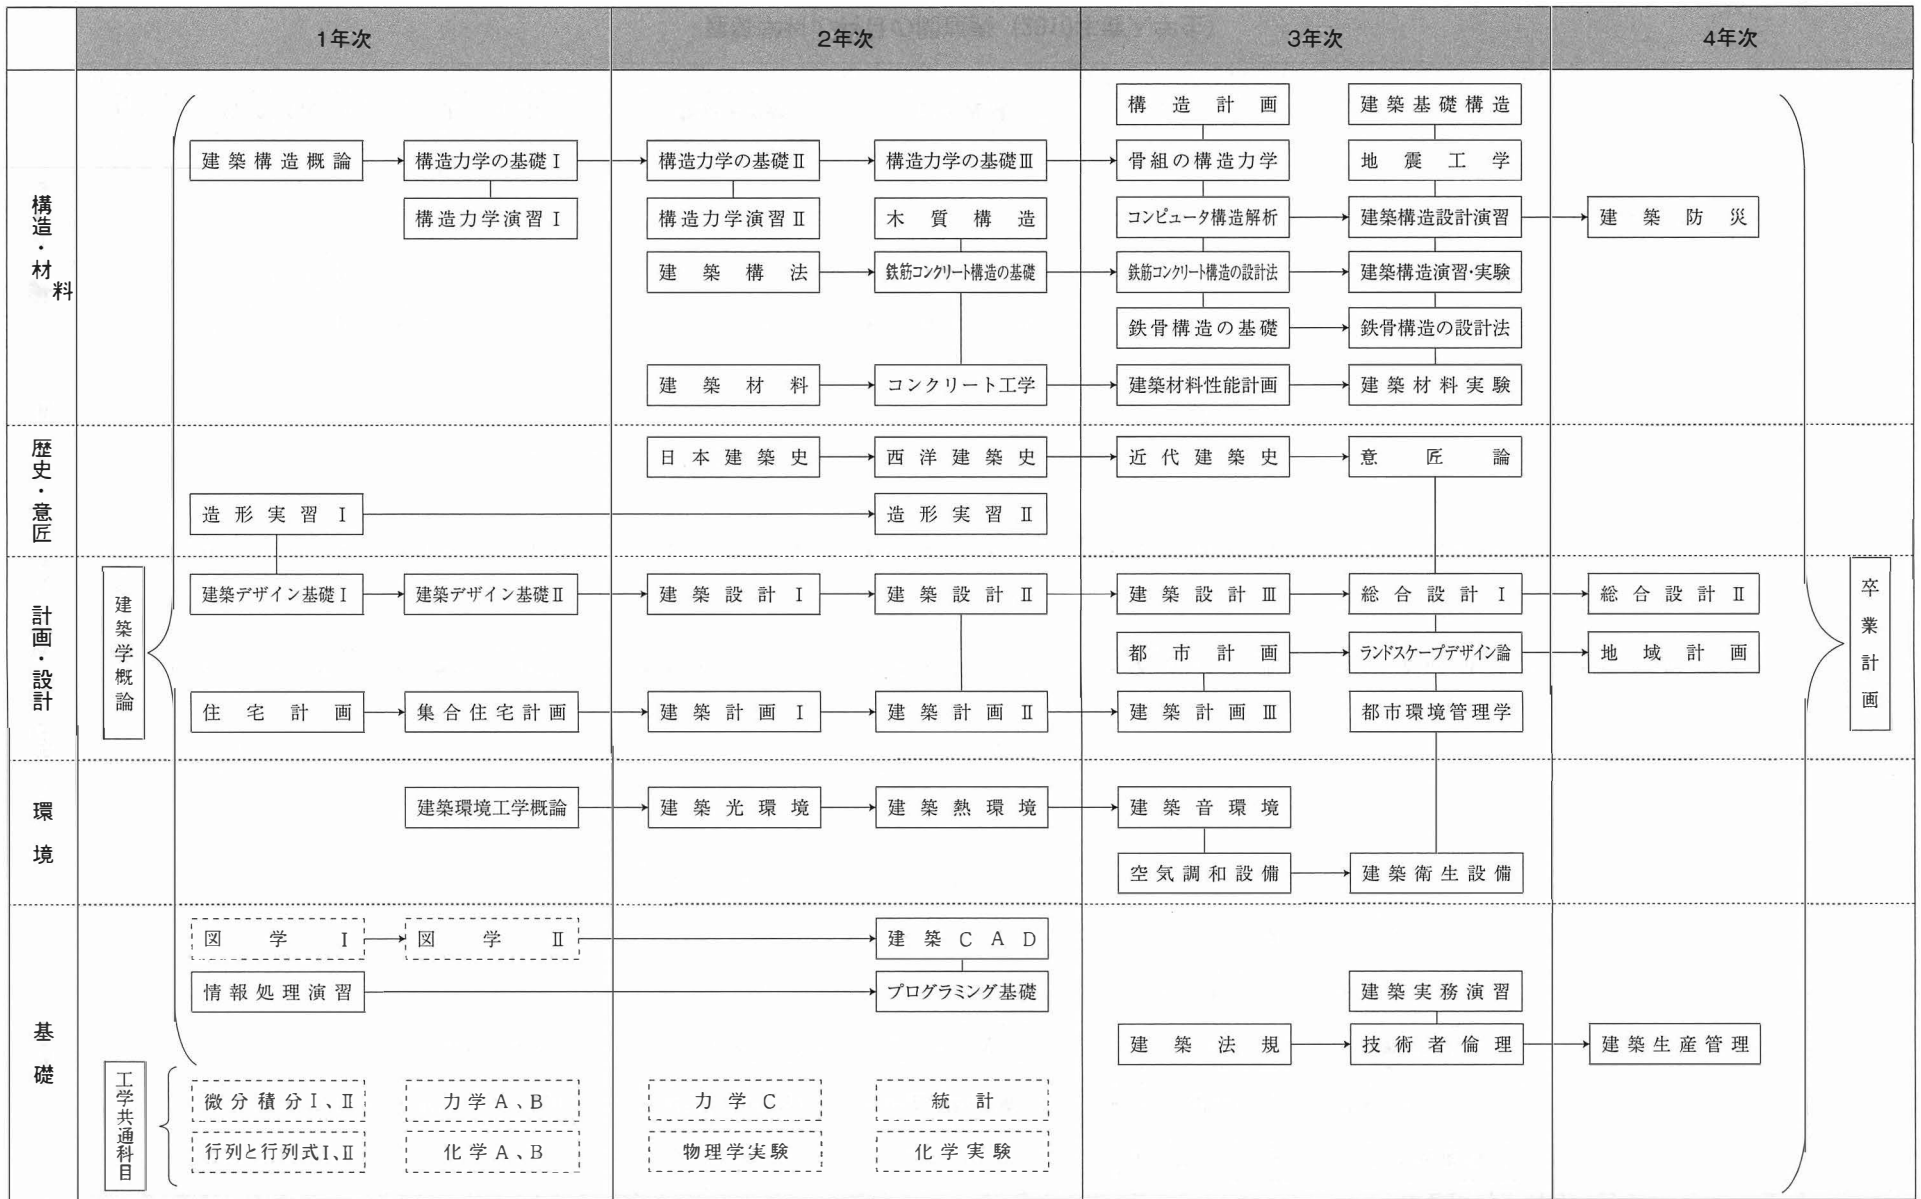 1年次
2年次
3年次
4年次
構造・材料
構造計画
建築基礎構造
建築構造概論
構造力学の基礎Ⅰ
構造力学の基礎Ⅱ
構造力学の基礎Ⅲ
骨組の構造力学
地震工学
構造力学演習Ⅰ
構造力学演習Ⅱ
木質構造
コンピュータ構造解析
建築構造設計演習
建築防災
建築構法
鉄筋コンクリート構造の基礎
鉄筋コンクリート構造の設計法
建築構造演習・実験
鉄骨構造の基礎
鉄骨構造の設計法
建築材料
コンクリート工学
建築材料性能計画
建築材料実験
歴史・意匠
日本建築史
西洋建築史
近代建築史
意匠論
造形実習Ⅰ
造形実習Ⅱ
計画・設計
建築学概論
建築デザイン基礎Ⅰ
建築デザイン基礎Ⅱ
建築設計Ⅰ
建築設計Ⅱ
建築設計Ⅲ
総合設計Ⅰ
総合設計Ⅱ
卒業計画
都市計画
ランドスケープデザイン論
地域計画
住宅計画
集合住宅計画
建築計画Ⅰ
建築計画Ⅱ
建築計画Ⅲ
都市環境管理学
環境
建築環境工学概論
建築光環境
建築熱環境
建築音環境
空気調和設備
建築衛生設備
基礎
図学Ⅰ
図学Ⅱ
建築CAD
情報処理演習
プログラミング基礎
建築実務演習
建築法規
技術者倫理
建築生産管理
工学共通科目
微分積分Ⅰ、Ⅱ
力学A、B
力学C
統計
行列と行列式Ⅰ、Ⅱ
化学A、B
物理学実験
化学実験